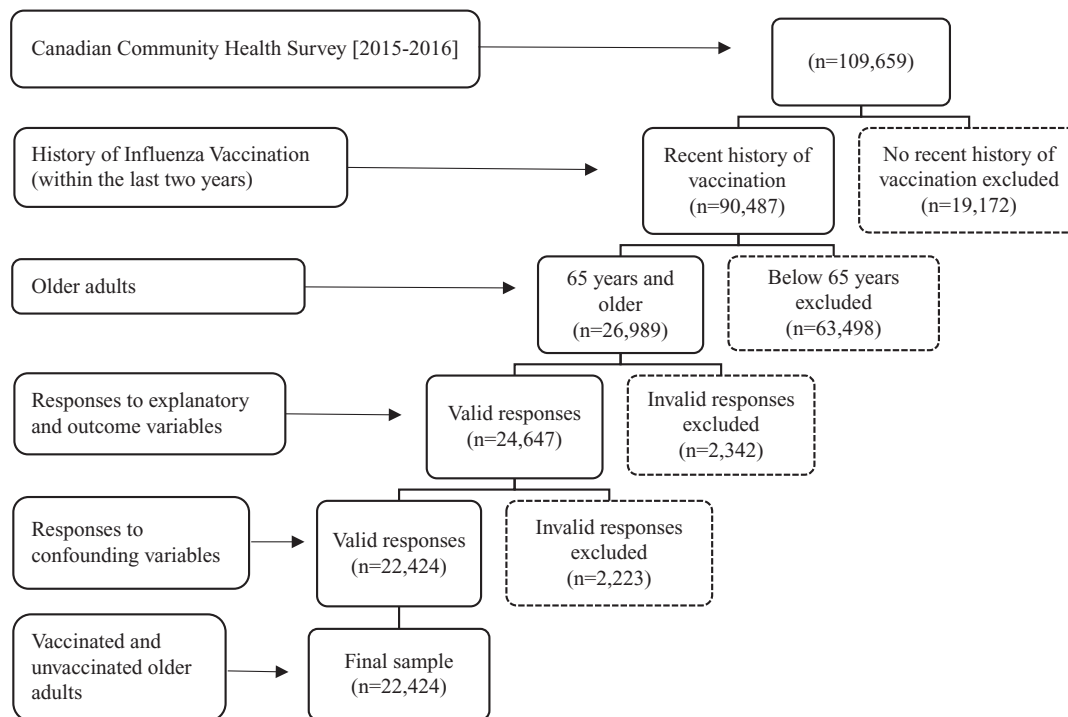 Canadian Community Health Survey [2015-2016]
(n=109,659)
History of Influenza Vaccination
(within the last two years)
Recent history of
vaccination
(n=90,487)
No recent history of
vaccination excluded
(n=19,172)
Older adults
65 years and
older
(n=26,989)
Below 65 years
excluded
(n=63,498)
Responses to explanatory
and outcome variables
Valid responses
(n=24,647)
Invalid responses
excluded
(n=2,342)
Responses to
confounding variables
Valid responses
(n=22,424)
Invalid responses
excluded
(n=2,223)
Vaccinated and
unvaccinated older
adults
Final sample
(n=22,424)